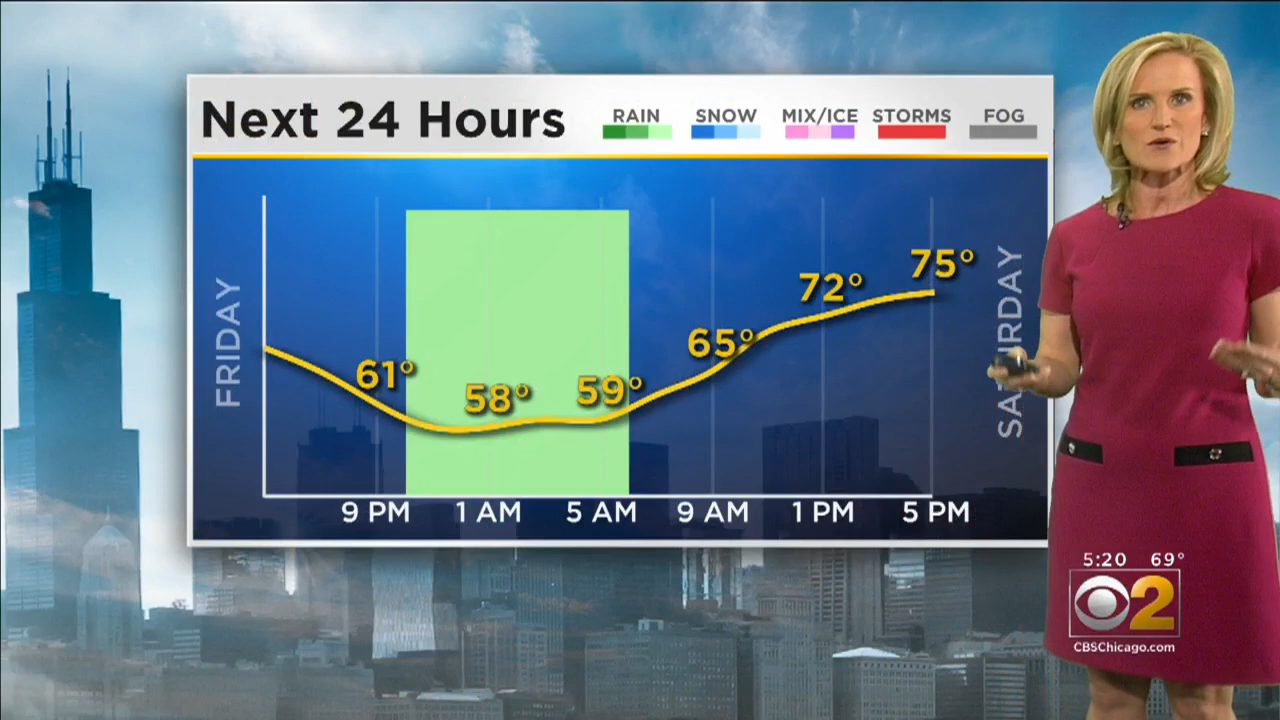 Next 24 Hours
RAIN SNOW MIX/ICE STORMS FOG
FRIDAY
61° 58° 59° 65° 72° 75°
SATURDAY
9 PM 1 AM 5 AM 9 AM 1 PM 5 PM
5:20 69°
2
CBSChicago.com